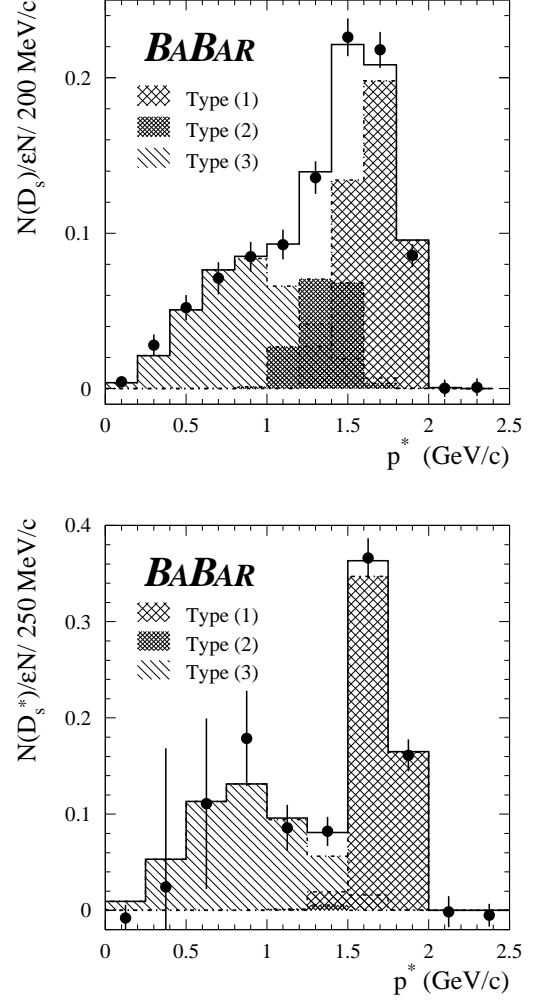 BABAR
Type (1)
Type (2)
Type (3)
N(D_s)/εN/ 200 MeV/c
0.2
0.1
0
0 0.5 1 1.5 2 2.5
p* (GeV/c)
BABAR
Type (1)
Type (2)
Type (3)
N(D_s*)/εN/ 250 MeV/c
0.4
0.3
0.2
0.1
0
0 0.5 1 1.5 2 2.5
p* (GeV/c)